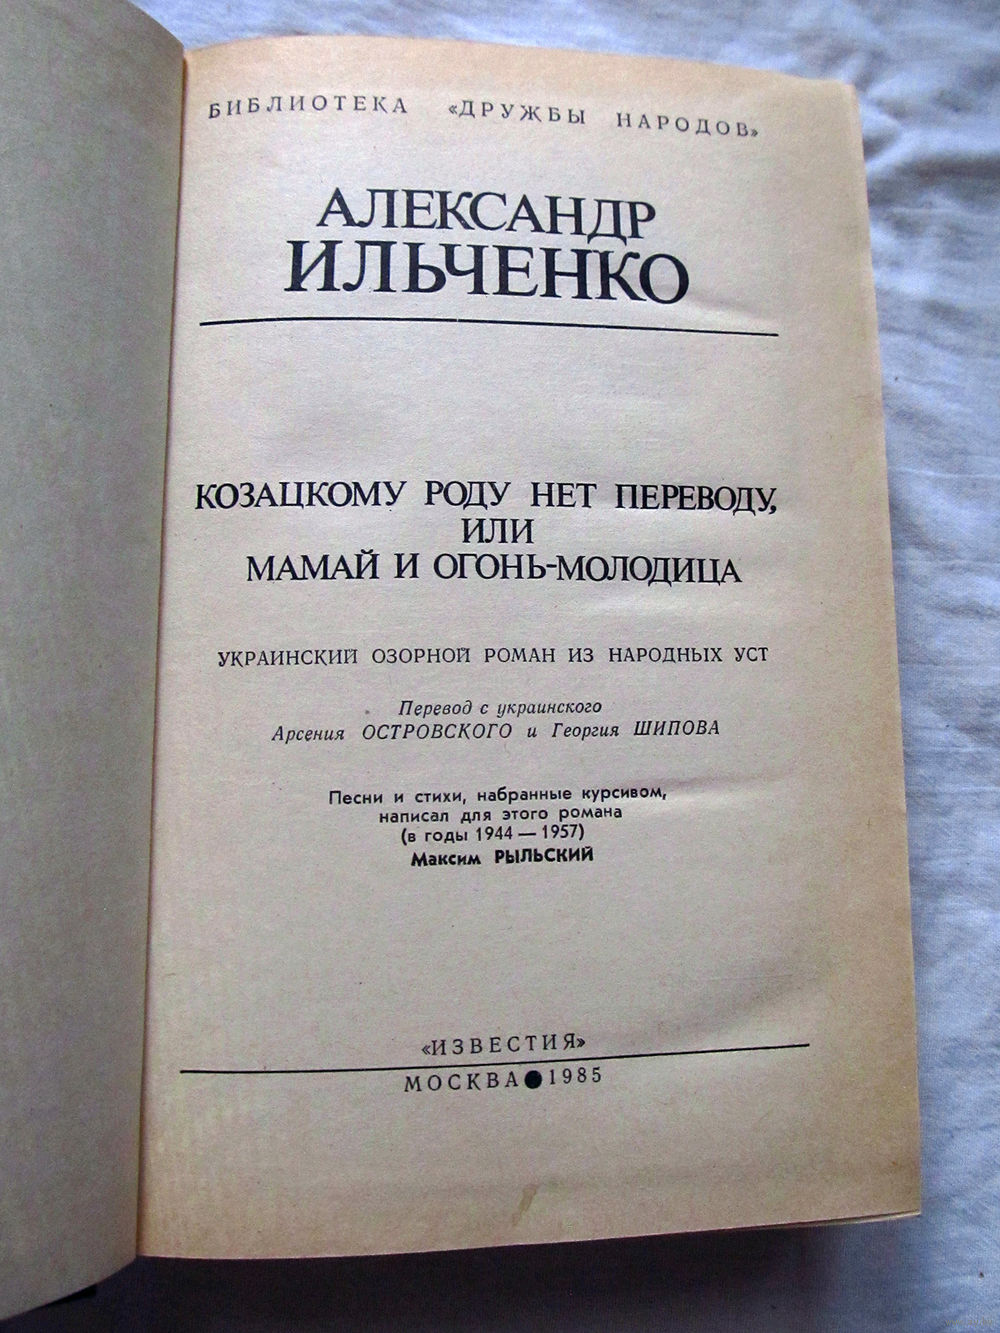 БИБЛИОТЕКА «ДРУЖБЫ НАРОДОВ»
АЛЕКСАНДР
ИЛЬЧЕНКО
КОЗАЦКОМУ РОДУ НЕТ ПЕРЕВОДУ,
ИЛИ
МАМАЙ И ОГОНЬ-МОЛОДИЦА
УКРАИНСКИЙ ОЗОРНОЙ РОМАН ИЗ НАРОДНЫХ УСТ
Перевод с украинского
Арсения ОСТРОВСКОГО и Георгия ШИПОВА
Песни и стихи, набранные курсивом,
написал для этого романа
(в годы 1944 — 1957)
Максим РЫЛЬСКИЙ
«ИЗВЕСТИЯ»
МОСКВА ● 1985